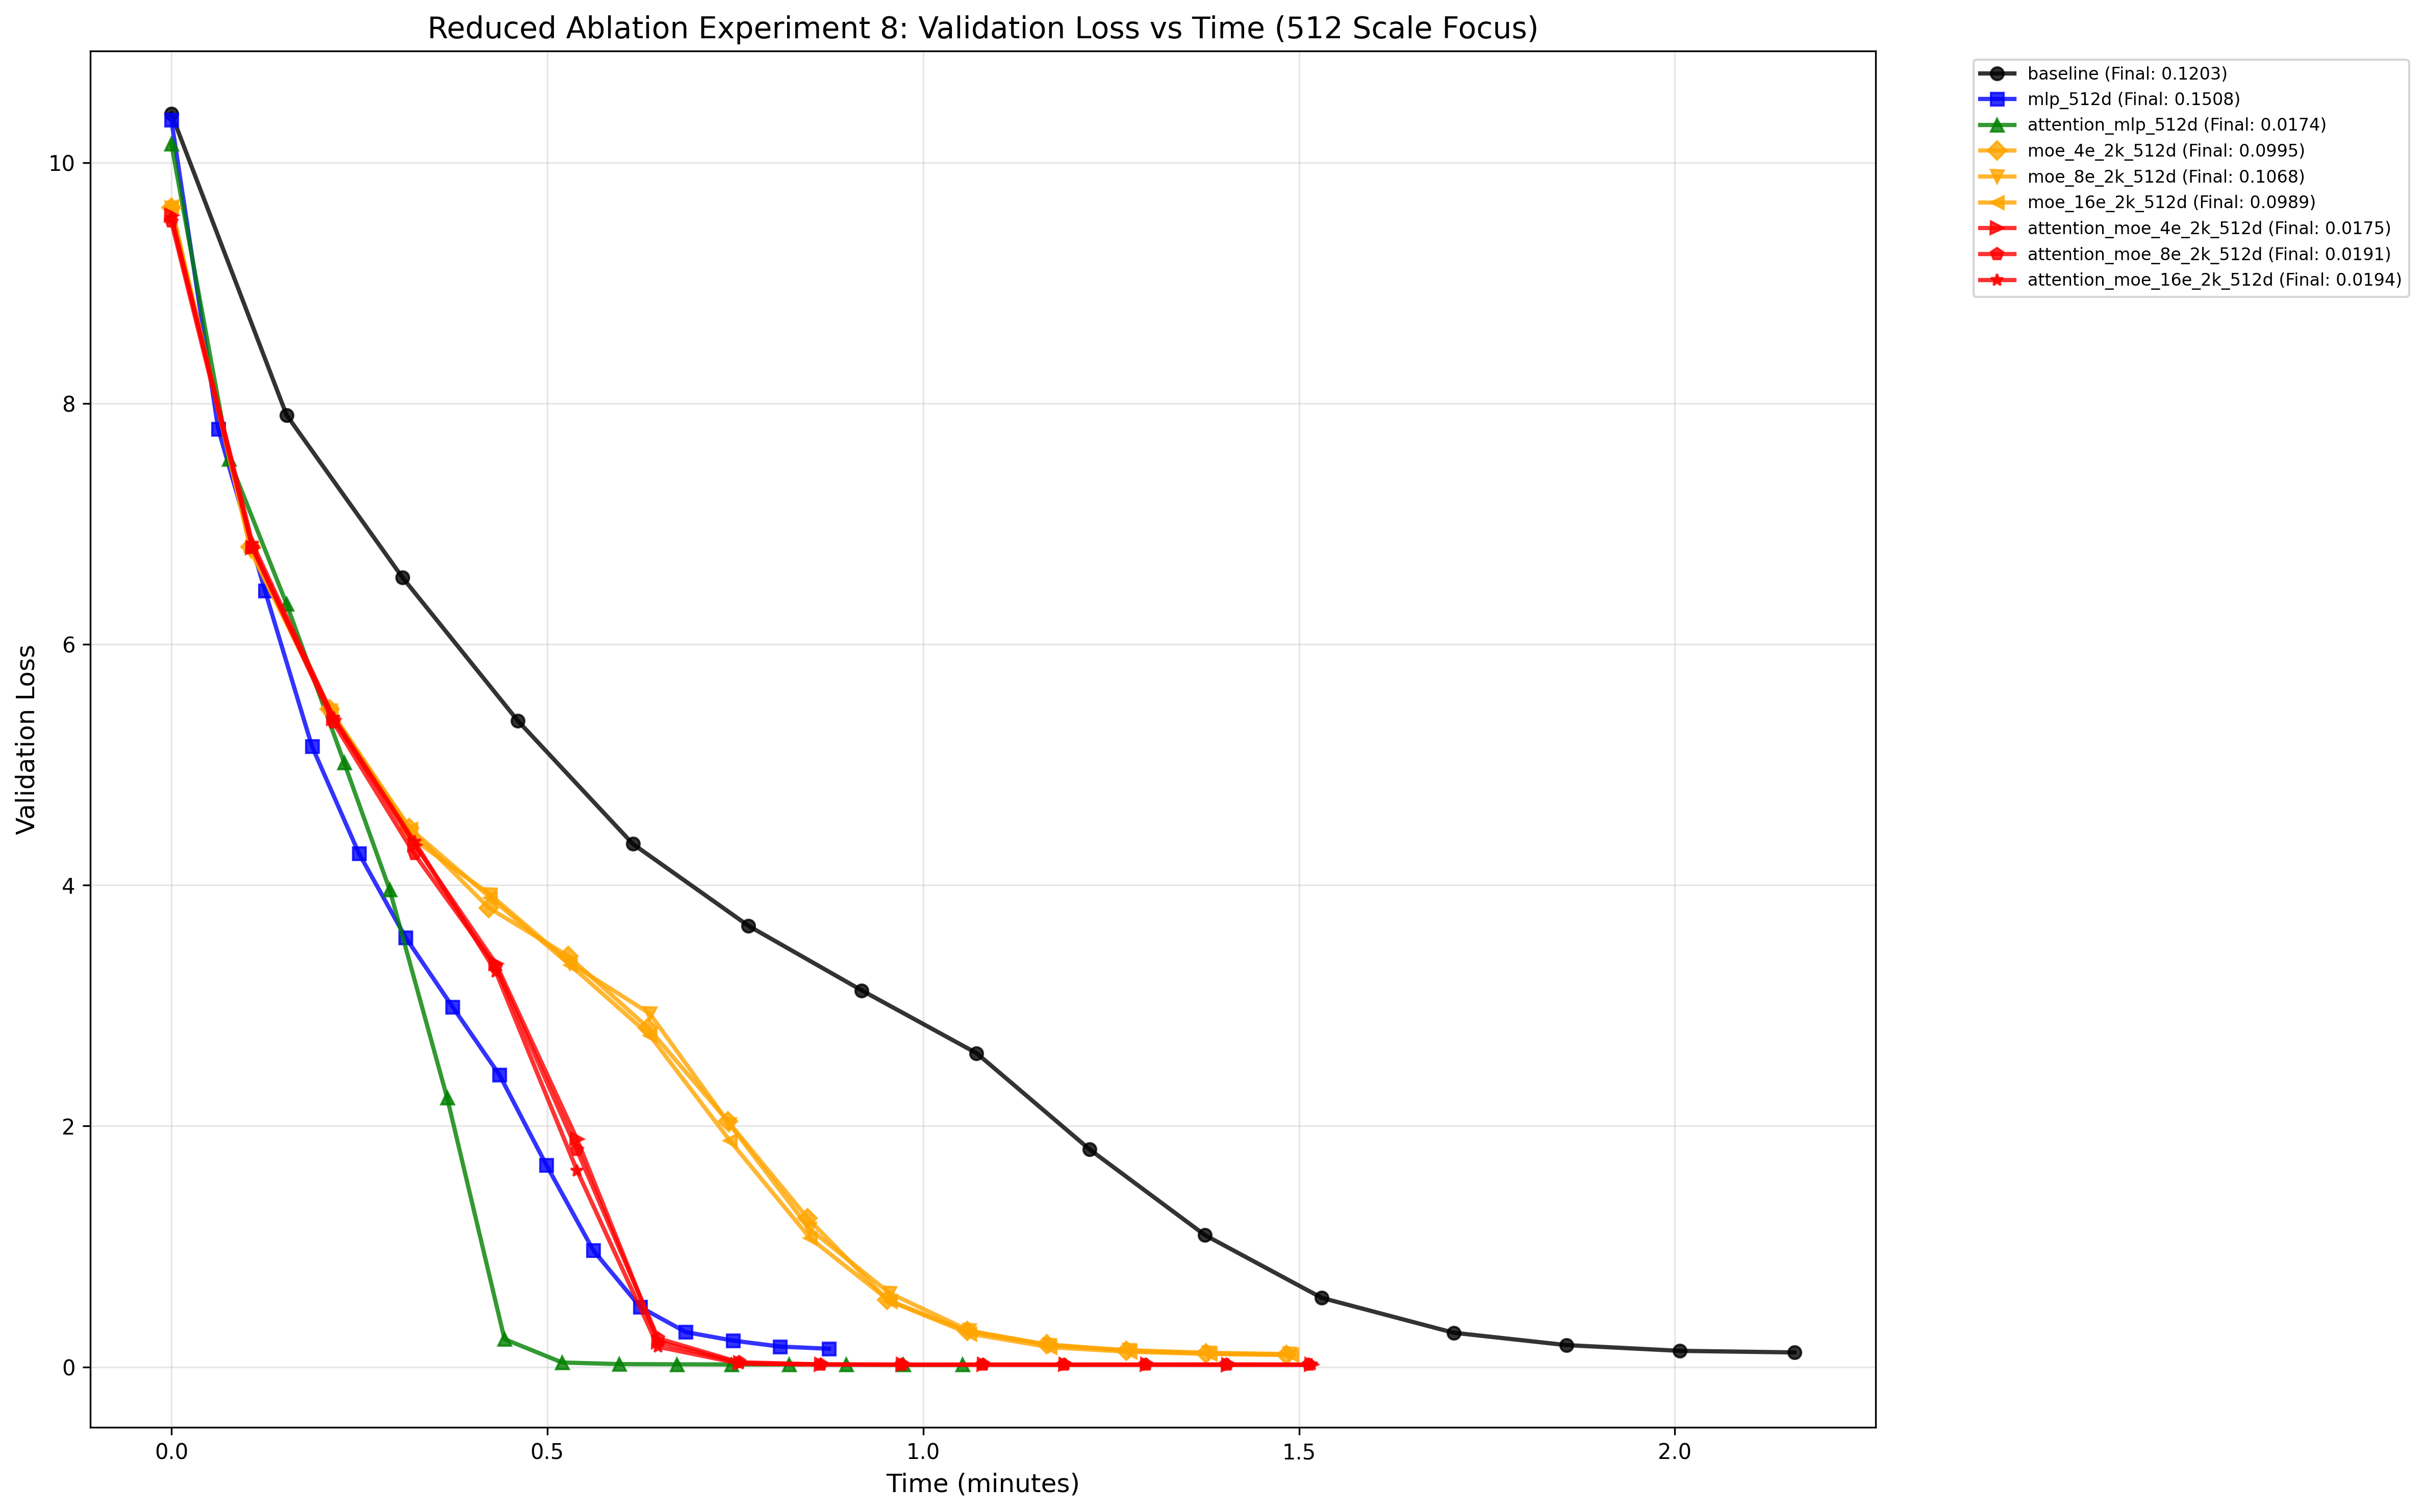 Reduced Ablation Experiment 8: Validation Loss vs Time (512 Scale Focus)
baseline (Final: 0.1203)
mlp_512d (Final: 0.1508)
attention_mlp_512d (Final: 0.0174)
moe_4e_2k_512d (Final: 0.0995)
moe_8e_2k_512d (Final: 0.1068)
moe_16e_2k_512d (Final: 0.0989)
attention_moe_4e_2k_512d (Final: 0.0175)
attention_moe_8e_2k_512d (Final: 0.0191)
attention_moe_16e_2k_512d (Final: 0.0194)
Validation Loss
10
8
6
4
2
0
0.0 0.5 1.0 1.5 2.0
Time (minutes)